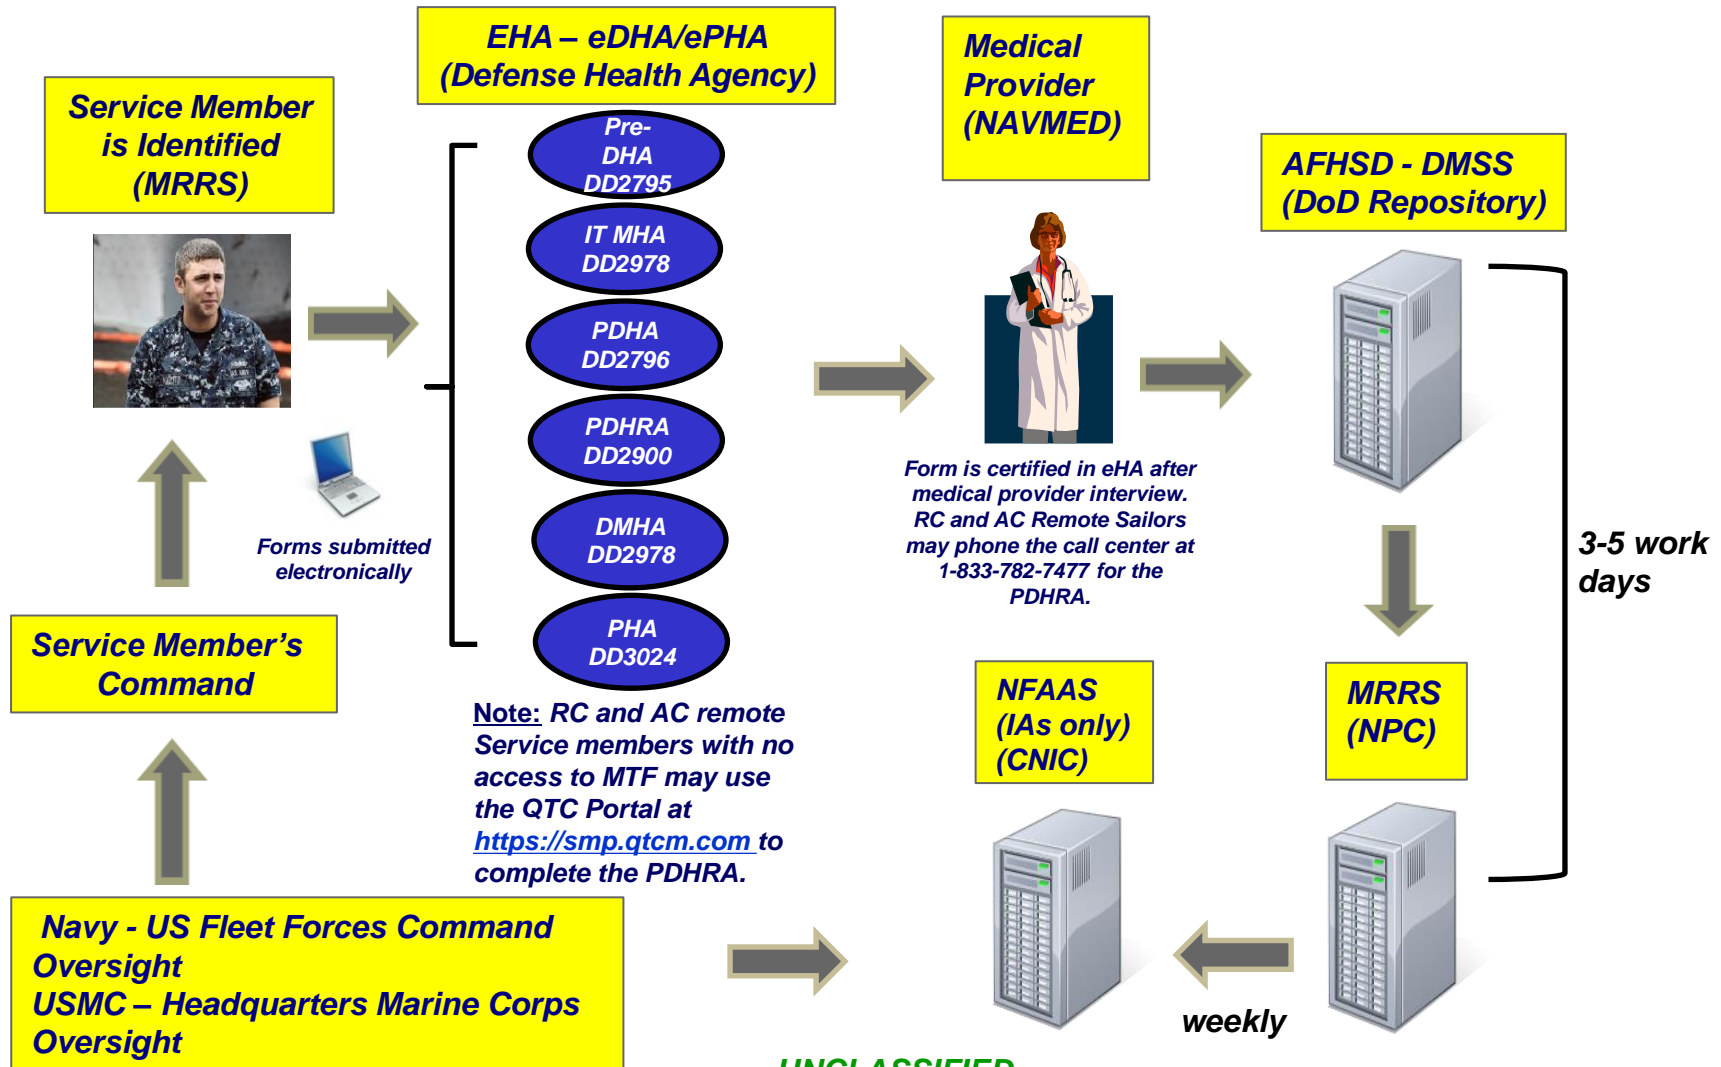 EHA – eDHA/ePHA
(Defense Health Agency)
Medical
Provider
(NAVMED)
Service Member
is Identified
(MRRS)
Pre-
DHA
DD2795
AFHSD - DMSS
(DoD Repository)
IT MHA
DD2978
PDHA
DD2796
PDHRA
DD2900
Forms submitted
electronically
Form is certified in eHA after
medical provider interview.
RC and AC Remote Sailors
may phone the call center at
1-833-782-7477 for the
PDHRA.
DMHA
DD2978
3-5 work
days
Service Member’s
Command
PHA
DD3024
NFAAS
(IAs only)
(CNIC)
MRRS
(NPC)
Note: RC and AC remote
Service members with no
access to MTF may use
the QTC Portal at
https://smp.qtcm.com to
complete the PDHRA.
Navy - US Fleet Forces Command
Oversight
USMC – Headquarters Marine Corps
Oversight
weekly
UNCLASSIFIED